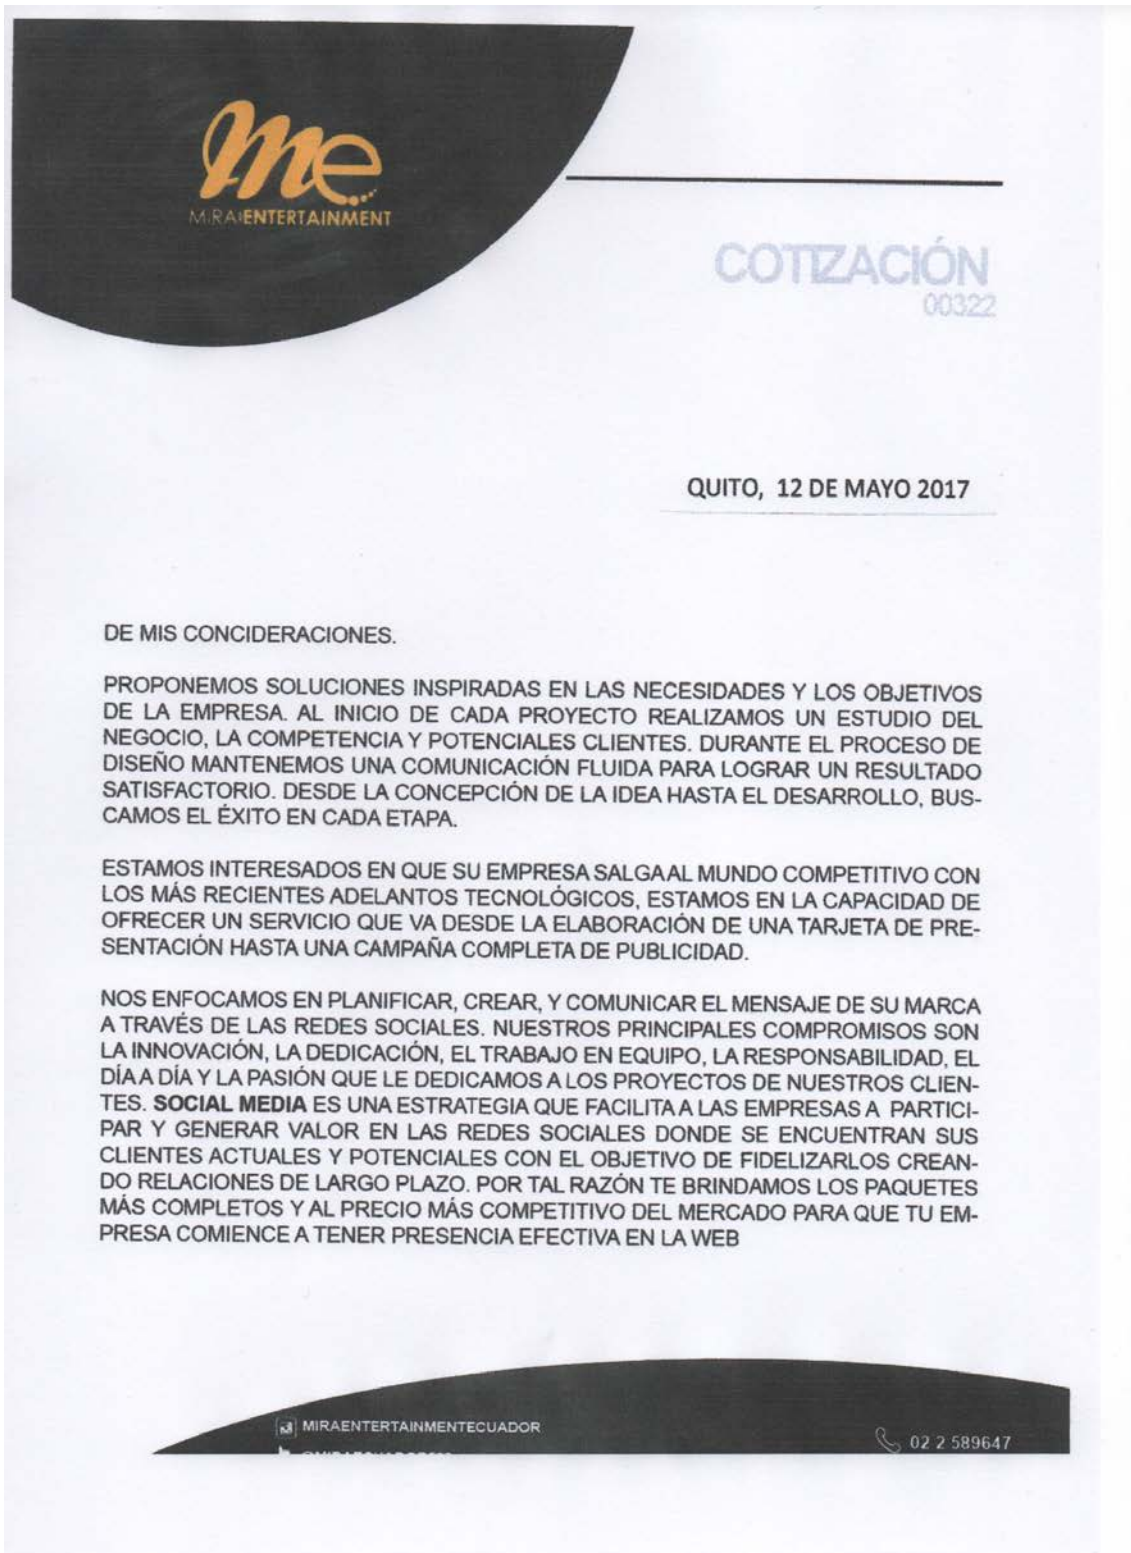 me
MIRA ENTERTAINMENT
COTIZACIÓN
00322
QUITO, 12 DE MAYO 2017
DE MIS CONCIDERACIONES.
PROPONEMOS SOLUCIONES INSPIRADAS EN LAS NECESIDADES Y LOS OBJETIVOS
DE LA EMPRESA. AL INICIO DE CADA PROYECTO REALIZAMOS UN ESTUDIO DEL
NEGOCIO, LA COMPETENCIA Y POTENCIALES CLIENTES. DURANTE EL PROCESO DE
DISEÑO MANTENEMOS UNA COMUNICACIÓN FLUIDA PARA LOGRAR UN RESULTADO
SATISFACTORIO. DESDE LA CONCEPCIÓN DE LA IDEA HASTA EL DESARROLLO, BUS-
CAMOS EL ÉXITO EN CADA ETAPA.
ESTAMOS INTERESADOS EN QUE SU EMPRESA SALGA AL MUNDO COMPETITIVO CON
LOS MÁS RECIENTES ADELANTOS TECNOLÓGICOS, ESTAMOS EN LA CAPACIDAD DE
OFRECER UN SERVICIO QUE VA DESDE LA ELABORACIÓN DE UNA TARJETA DE PRE-
SENTACIÓN HASTA UNA CAMPAÑA COMPLETA DE PUBLICIDAD.
NOS ENFOCAMOS EN PLANIFICAR, CREAR, Y COMUNICAR EL MENSAJE DE SU MARCA
A TRAVÉS DE LAS REDES SOCIALES. NUESTROS PRINCIPALES COMPROMISOS SON
LA INNOVACIÓN, LA DEDICACIÓN, EL TRABAJO EN EQUIPO, LA RESPONSABILIDAD, EL
DÍA A DÍA Y LA PASIÓN QUE LE DEDICAMOS A LOS PROYECTOS DE NUESTROS CLIEN-
TES. SOCIAL MEDIA ES UNA ESTRATEGIA QUE FACILITA A LAS EMPRESAS A PARTICI-
PAR Y GENERAR VALOR EN LAS REDES SOCIALES DONDE SE ENCUENTRAN SUS
CLIENTES ACTUALES Y POTENCIALES CON EL OBJETIVO DE FIDELIZARLOS CREAN-
DO RELACIONES DE LARGO PLAZO. POR TAL RAZÓN TE BRINDAMOS LOS PAQUETES
MÁS COMPLETOS Y AL PRECIO MÁS COMPETITIVO DEL MERCADO PARA QUE TU EM-
PRESA COMIENCE A TENER PRESENCIA EFECTIVA EN LA WEB
MIRAENTERTAINMENTECUADOR
02 2 589647